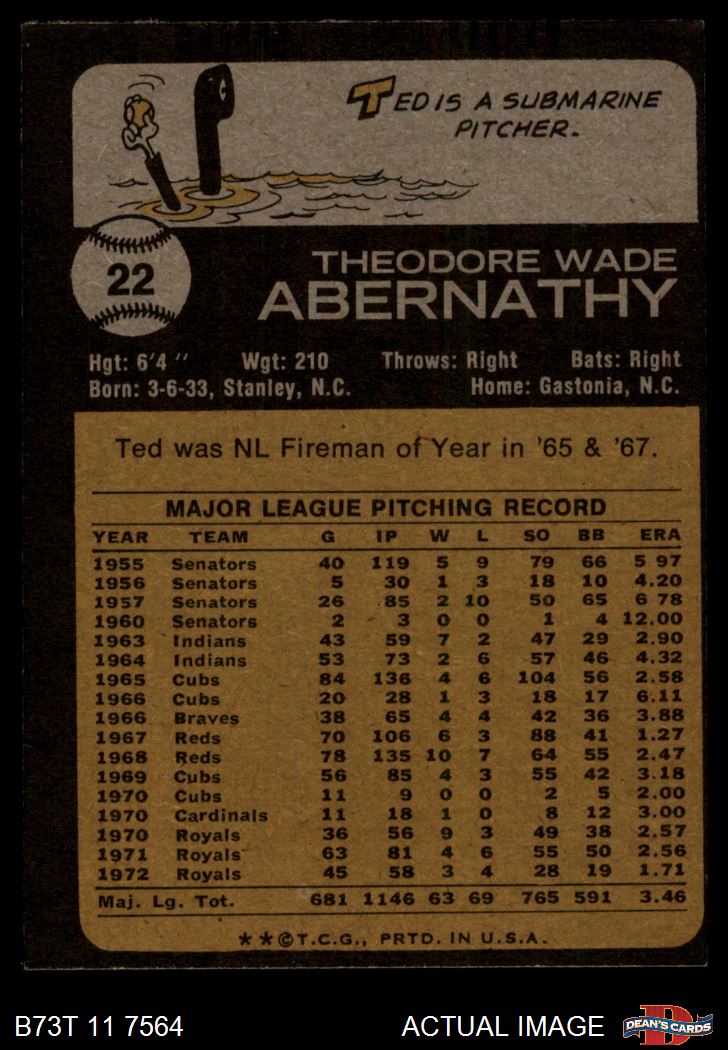 TED IS A SUBMARINE
PITCHER.
22
THEODORE WADE
ABERNATHY
Hgt: 6'4" Wgt: 210 Throws: Right Bats: Right
Born: 3-6-33, Stanley, N.C. Home: Gastonia, N.C.
Ted was NL Fireman of Year in '65 & '67.
MAJOR LEAGUE PITCHING RECORD
YEAR TEAM G IP W L SO BB ERA
1955 Senators 40 119 5 9 79 66 5 97
1956 Senators 5 30 1 3 18 10 4.20
1957 Senators 26 85 2 10 50 65 6 78
1960 Senators 2 3 0 0 1 4 12.00
1963 Indians 43 59 7 2 47 29 2.90
1964 Indians 53 73 2 6 57 46 4.32
1965 Cubs 84 136 4 6 104 56 2.58
1966 Cubs 20 28 1 3 18 17 6.11
1966 Braves 38 65 4 4 42 36 3.88
1967 Reds 70 106 6 3 88 41 1.27
1968 Reds 78 135 10 7 64 55 2.47
1969 Cubs 56 85 4 3 55 42 3.18
1970 Cubs 11 9 0 0 2 5 2.00
1970 Cardinals 11 18 1 0 8 12 3.00
1970 Royals 36 56 9 3 49 38 2.57
1971 Royals 63 81 4 6 55 50 2.56
1972 Royals 45 58 3 4 28 19 1.71
Maj. Lg. Tot. 681 1146 63 69 765 591 3.46
**©T.C.G., PRTD. IN U.S.A.
B73T 11 7564 ACTUAL IMAGE DEAN'S CARDS